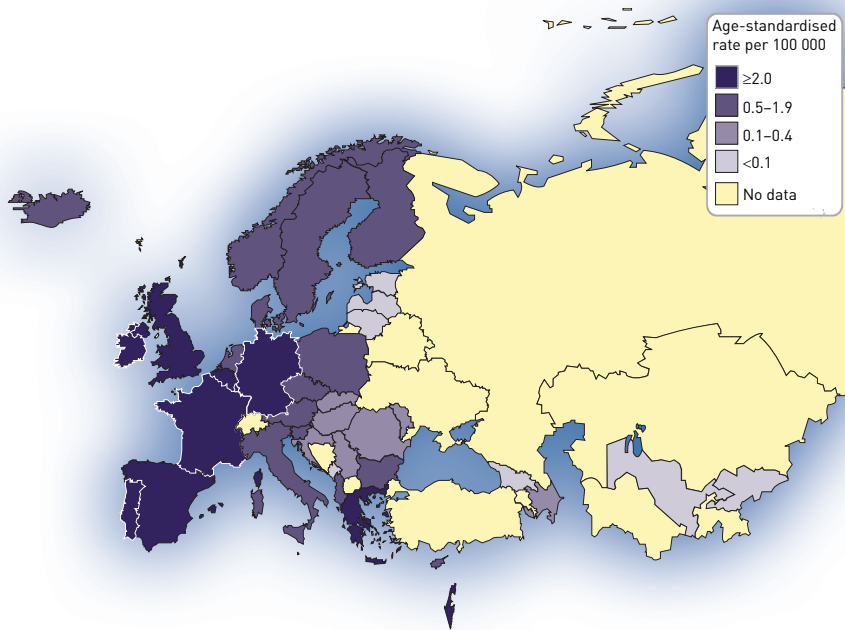 Age-standardised
rate per 100 000
≥2.0
0.5–1.9
0.1–0.4
<0.1
No data